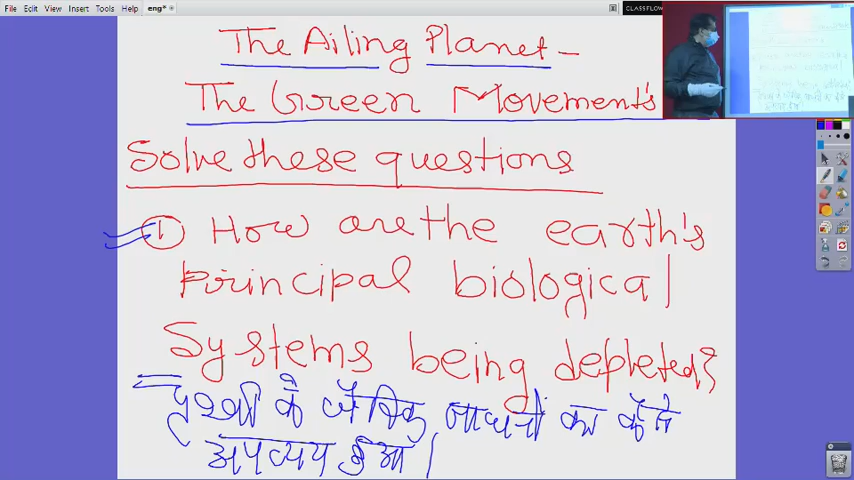 File Edit View Insert Tools Help eng*
CLASSFLOW
The Ailing Planet -
The Green Movement's
Solve these questions
① How are the earth's
Principal biological
Systems being depleted?
पृथ्वी के जैविक साधनों का कैसे
अपव्यय हुआ।